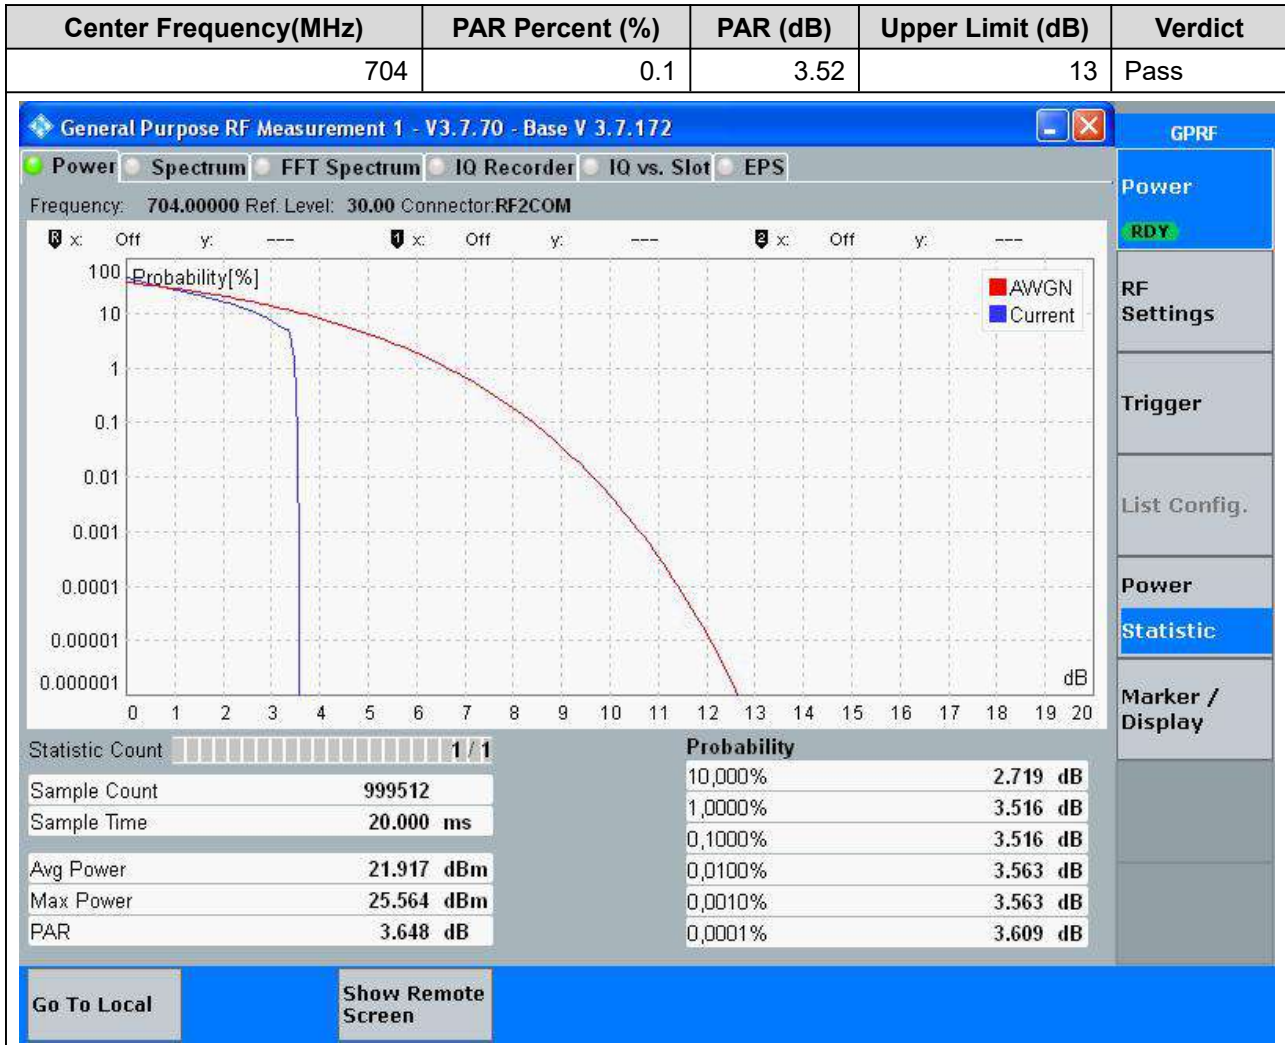 Center Frequency(MHz) PAR Percent (%) PAR (dB) Upper Limit (dB) Verdict
704 0.1 3.52 13 Pass
General Purpose RF Measurement 1 - V3.7.70 - Base V 3.7.172
GPRF
Power Spectrum FFT Spectrum IQ Recorder IQ vs. Slot EPS
Power
RDY
Frequency: 704.00000 Ref. Level: 30.00 Connector:RF2COM
R x: Off y: --- 1 x: Off y: --- 2 x: Off y: ---
Probability[%]
AWGN
Current
100
10
1
0.1
0.01
0.001
0.0001
0.00001
0.000001
dB
0 1 2 3 4 5 6 7 8 9 10 11 12 13 14 15 16 17 18 19 20
RF
Settings
Trigger
List Config.
Power
Statistic
Marker /
Display
Statistic Count 1 / 1
Sample Count 999512
Sample Time 20.000 ms
Avg Power 21.917 dBm
Max Power 25.564 dBm
PAR 3.648 dB
Probability
10,000% 2.719 dB
1,0000% 3.516 dB
0,1000% 3.516 dB
0,0100% 3.563 dB
0,0010% 3.563 dB
0,0001% 3.609 dB
Go To Local
Show Remote
Screen